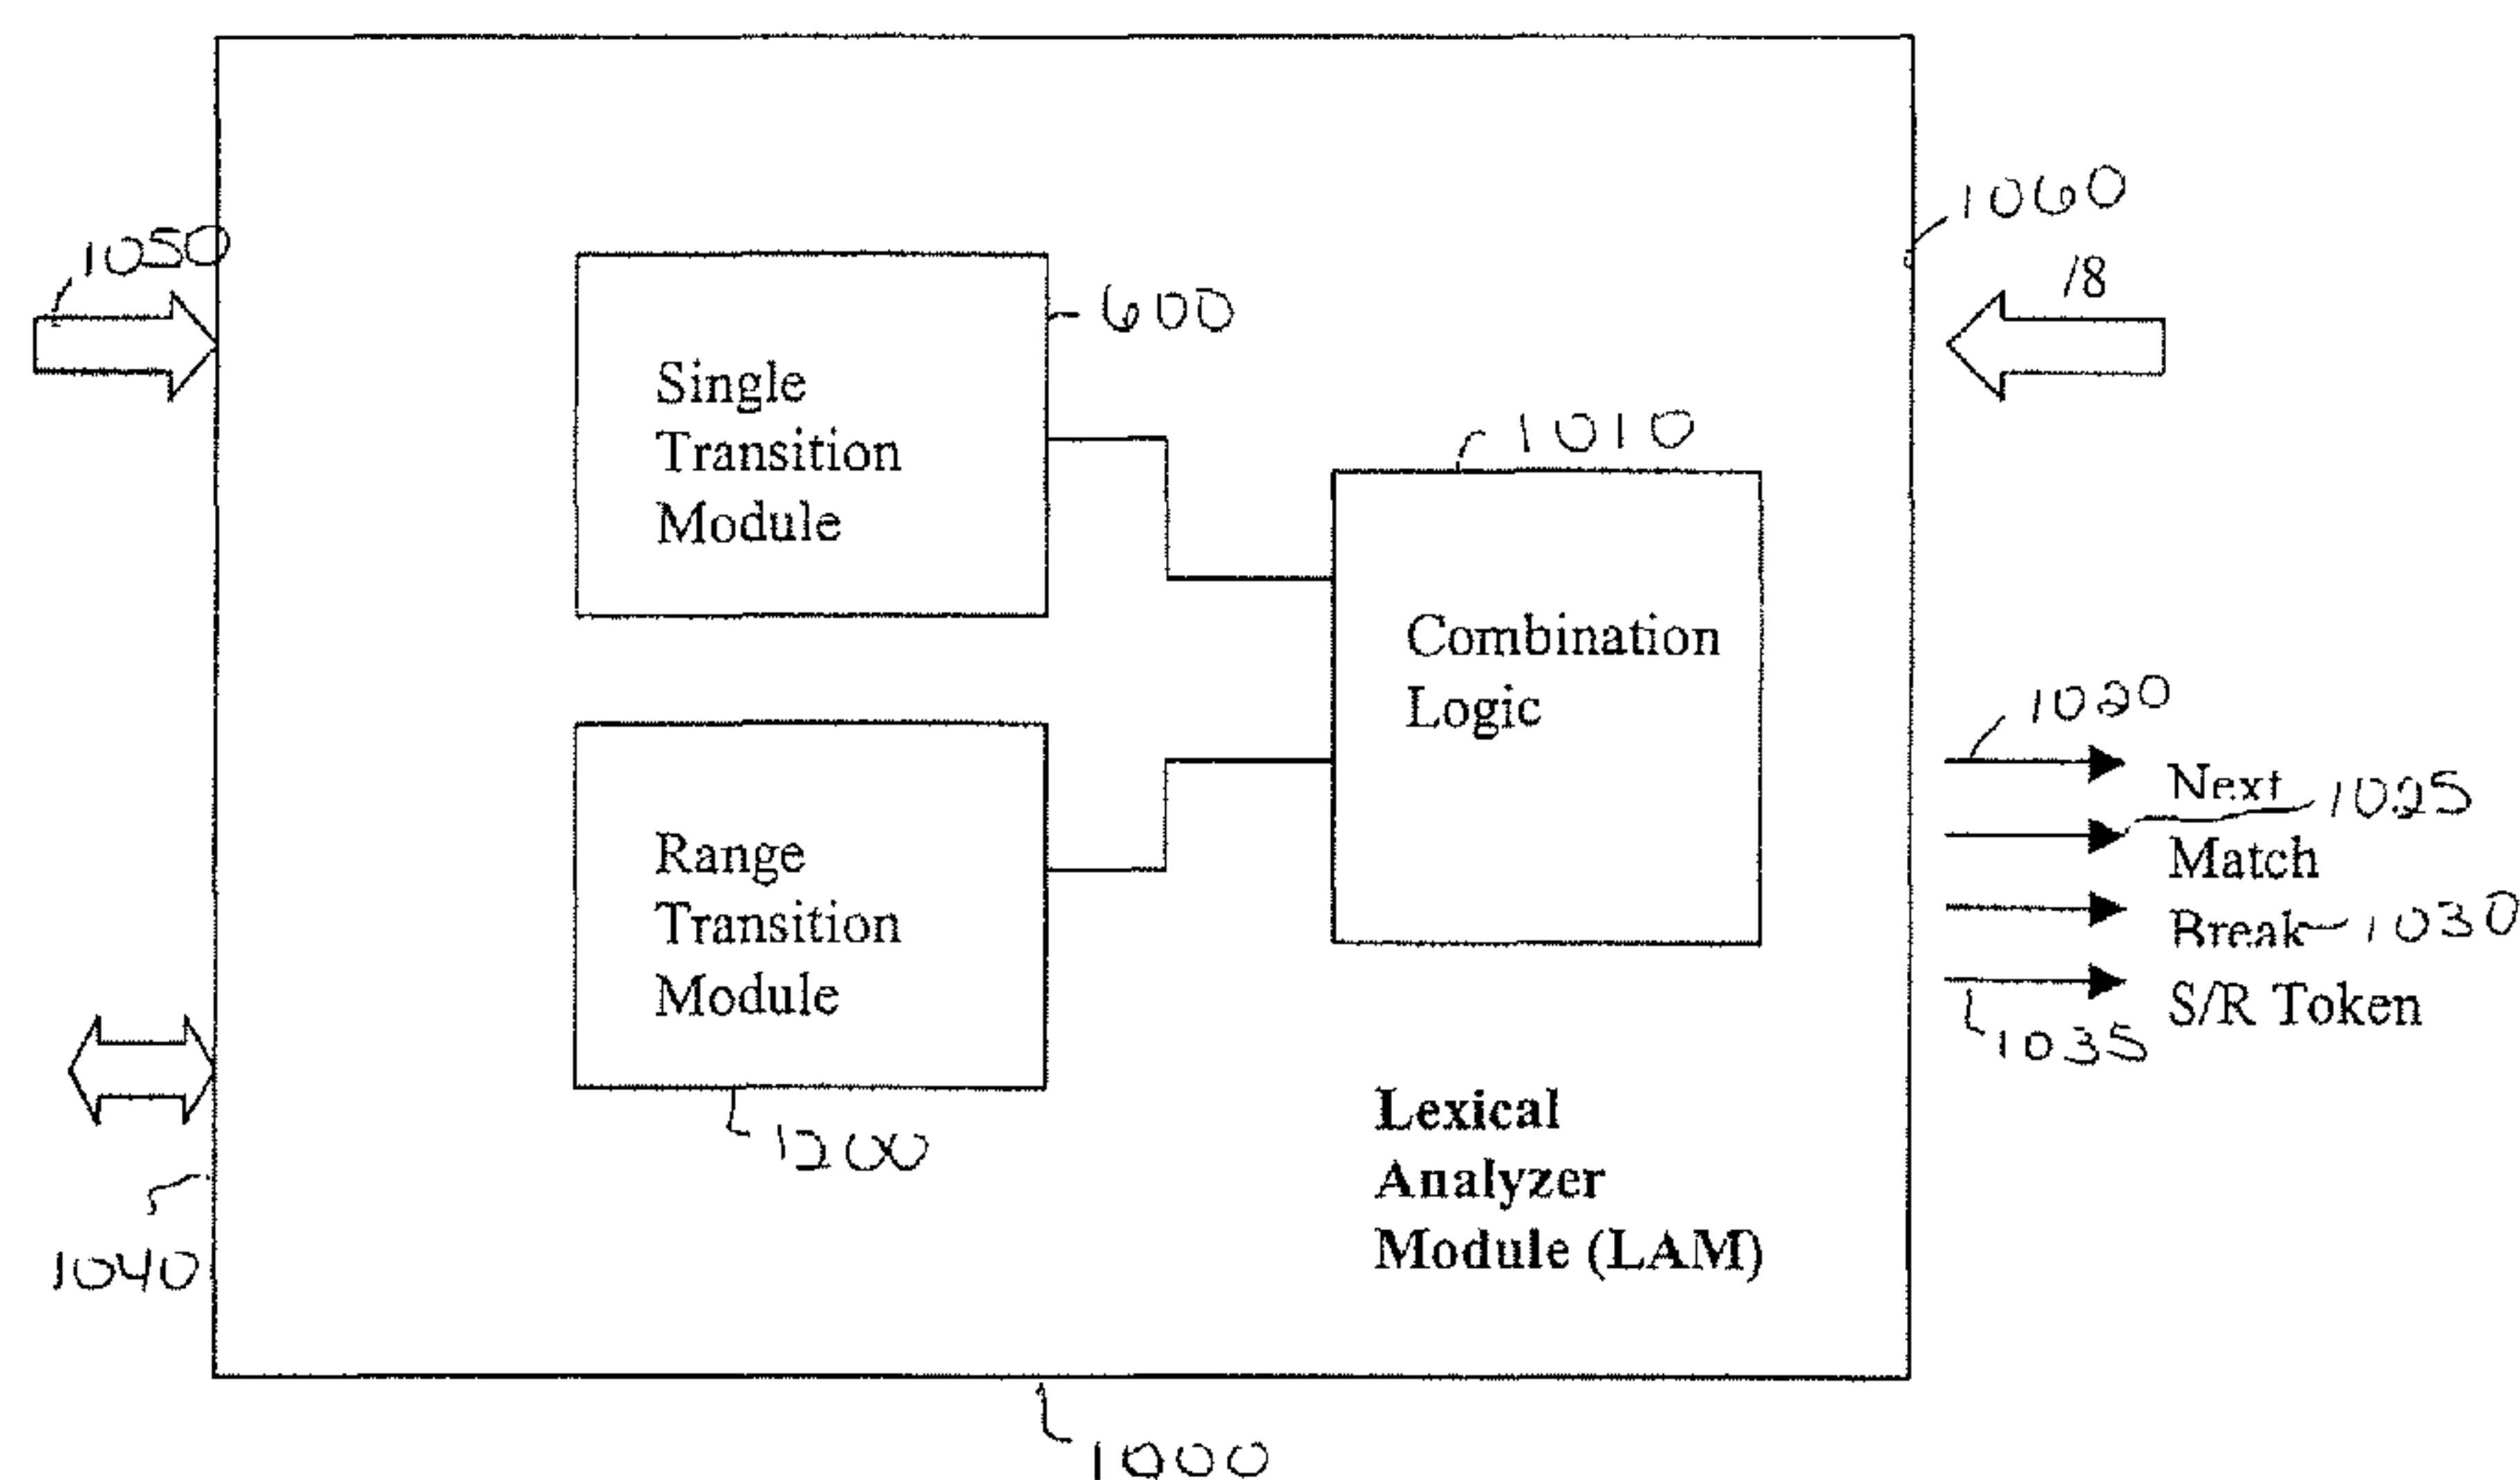 1050
1060
/8
600
Single
Transition
Module
1010
Combination
Logic
1020
Next
1025
Match
Break
1030
S/R Token
1035
Range
Transition
Module
1200
Lexical
Analyzer
Module (LAM)
1040
1000